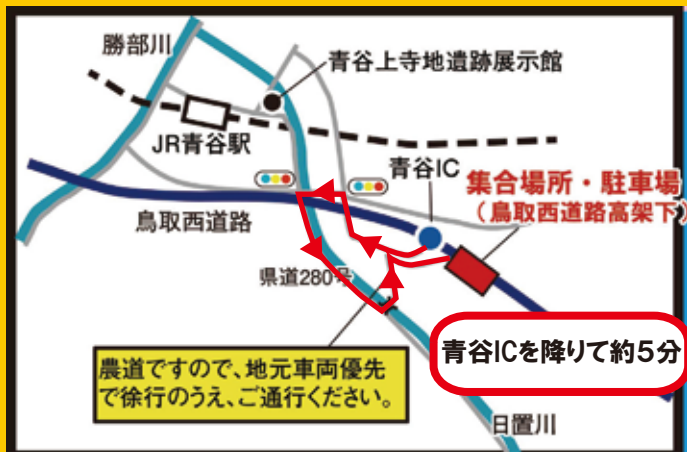 勝部川
青谷上寺地遺跡展示館
JR青谷駅
青谷IC
集合場所・駐車場
（鳥取西道路高架下）
鳥取西道路
県道280号
青谷ICを降りて約5分
農道ですので、地元車両優先
で徐行のうえ、ご通行ください。
日置川